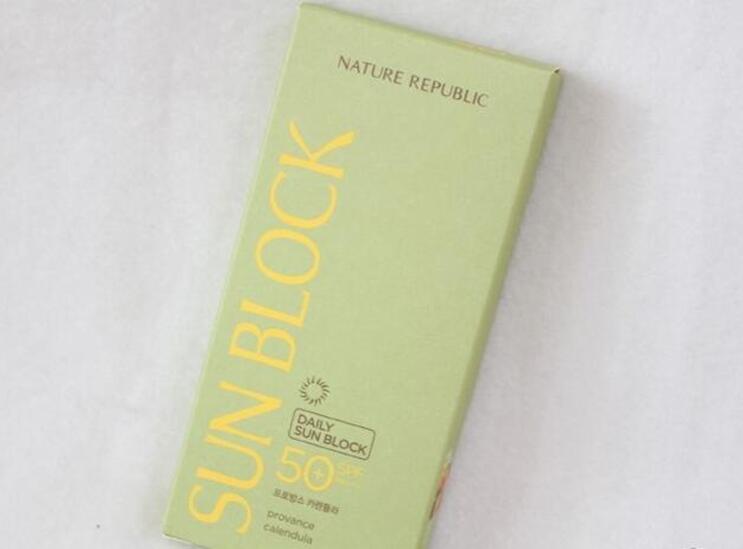 NATURE REPUBLIC
SUN BLOCK
DAILY
SUN BLOCK
50+ SPF
프로방스 카렌듈라
provance
calendula